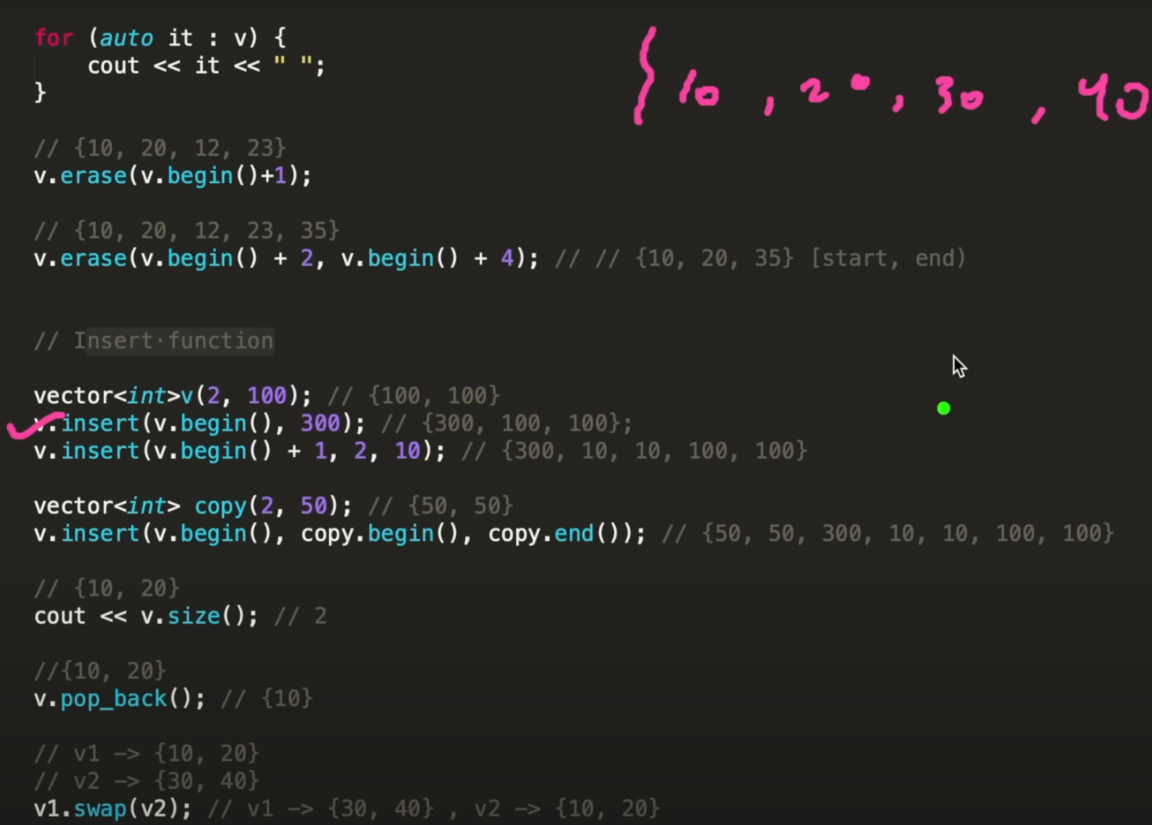 for (auto it : v) {
cout << it << " ";
}
{10, 20, 30, 40
// {10, 20, 12, 23}
v.erase(v.begin()+1);
// {10, 20, 12, 23, 35}
v.erase(v.begin() + 2, v.begin() + 4); // // {10, 20, 35} [start, end)
// Insert·function
vector<int>v(2, 100); // {100, 100}
v.insert(v.begin(), 300); // {300, 100, 100};
v.insert(v.begin() + 1, 2, 10); // {300, 10, 10, 100, 100}
vector<int> copy(2, 50); // {50, 50}
v.insert(v.begin(), copy.begin(), copy.end()); // {50, 50, 300, 10, 10, 100, 100}
// {10, 20}
cout << v.size(); // 2
//{10, 20}
v.pop_back(); // {10}
// v1 -> {10, 20}
// v2 -> {30, 40}
v1.swap(v2); // v1 -> {30, 40} , v2 -> {10, 20}